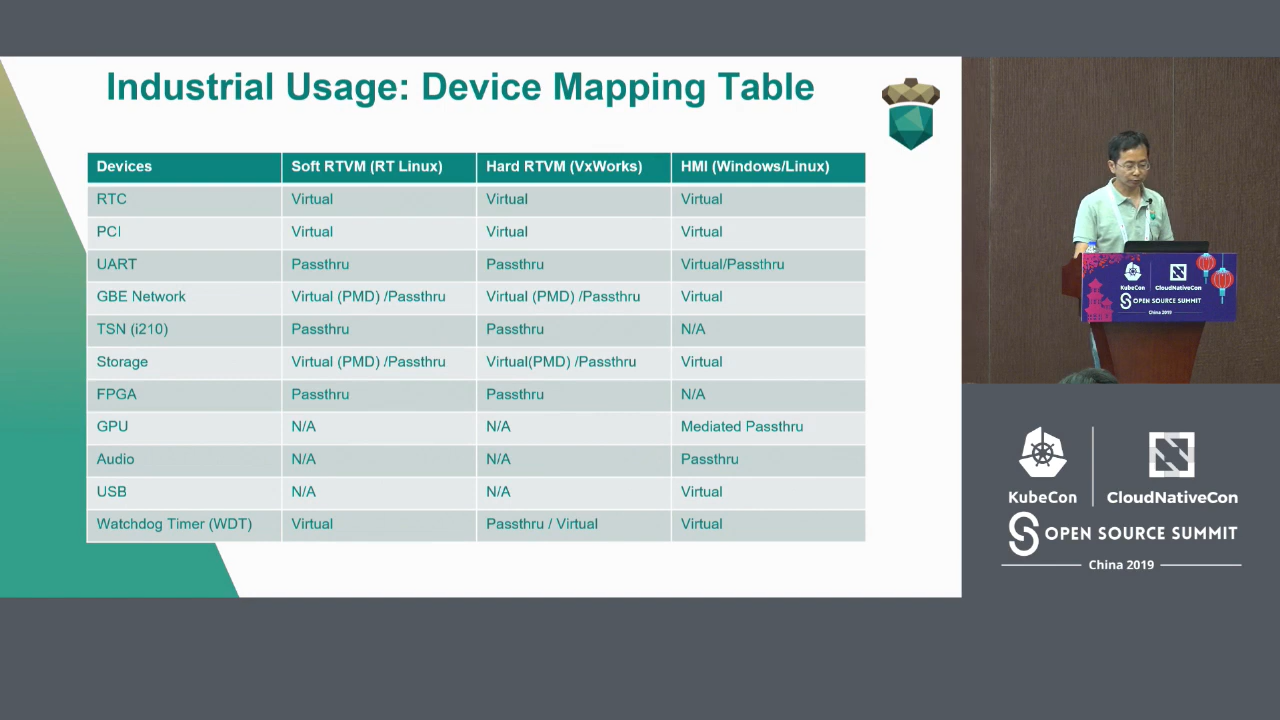 Industrial Usage: Device Mapping Table
Devices Soft RTVM (RT Linux) Hard RTVM (VxWorks) HMI (Windows/Linux)
RTC Virtual Virtual Virtual
PCI Virtual Virtual Virtual
UART Passthru Passthru Virtual/Passthru
GBE Network Virtual (PMD) /Passthru Virtual (PMD) /Passthru Virtual
TSN (i210) Passthru Passthru N/A
Storage Virtual (PMD) /Passthru Virtual(PMD) /Passthru Virtual
FPGA Passthru Passthru N/A
GPU N/A N/A Mediated Passthru
Audio N/A N/A Passthru
USB N/A N/A Virtual
Watchdog Timer (WDT) Virtual Passthru / Virtual Virtual
KubeCon CloudNativeCon
OPEN SOURCE SUMMIT
China 2019
KubeCon CloudNativeCon
OPEN SOURCE SUMMIT
China 2019